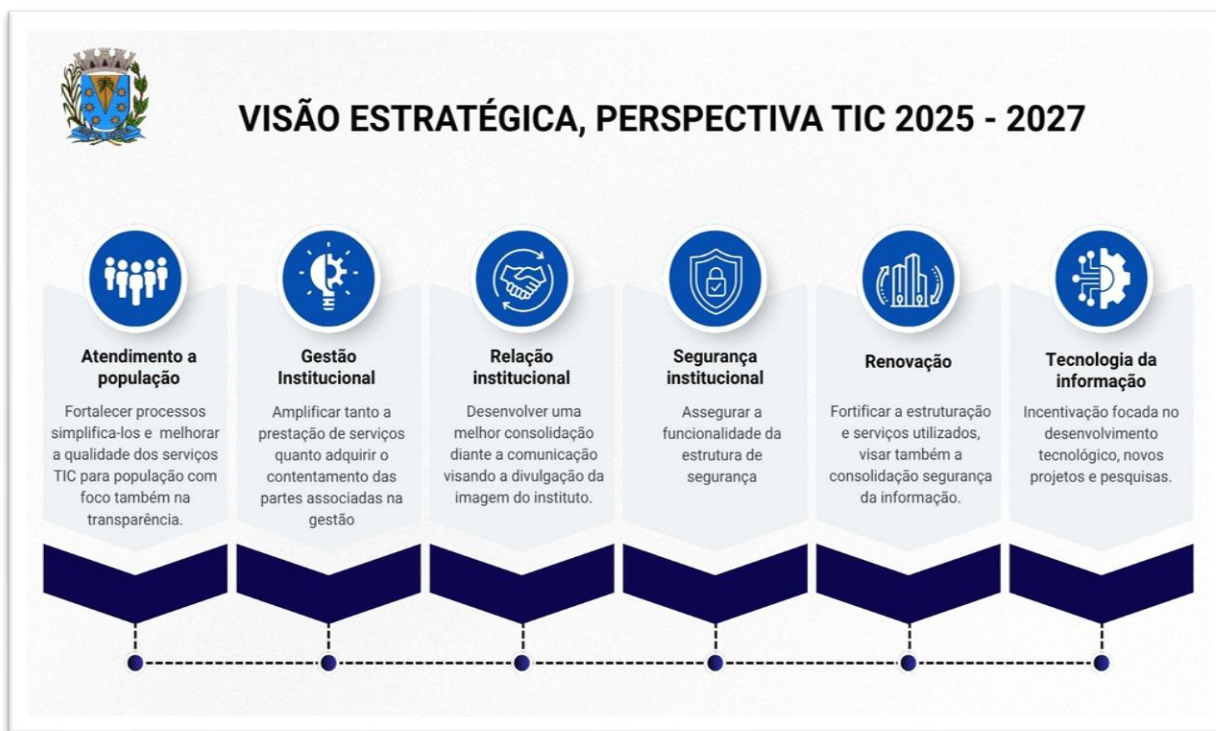 VISÃO ESTRATÉGICA, PERSPECTIVA TIC 2025 - 2027
Atendimento a
população
Fortalecer processos
simplifica-los e melhorar
a qualidade dos serviços
TIC para população com
foco também na
transparência.
Gestão
Institucional
Amplificar tanto a
prestação de serviços
quanto adquirir o
contentamento das
partes associadas na
gestão
Relação
institucional
Desenvolver uma
melhor consolidação
diante a comunicação
visando a divulgação da
imagem do instituto.
Segurança
institucional
Assegurar a
funcionalidade da
estrutura de
segurança
Renovação
Fortificar a estruturação
e serviços utilizados,
visar também a
consolidação segurança
da informação.
Tecnologia da
informação
Incentivação focada no
desenvolvimento
tecnológico, novos
projetos e pesquisas.